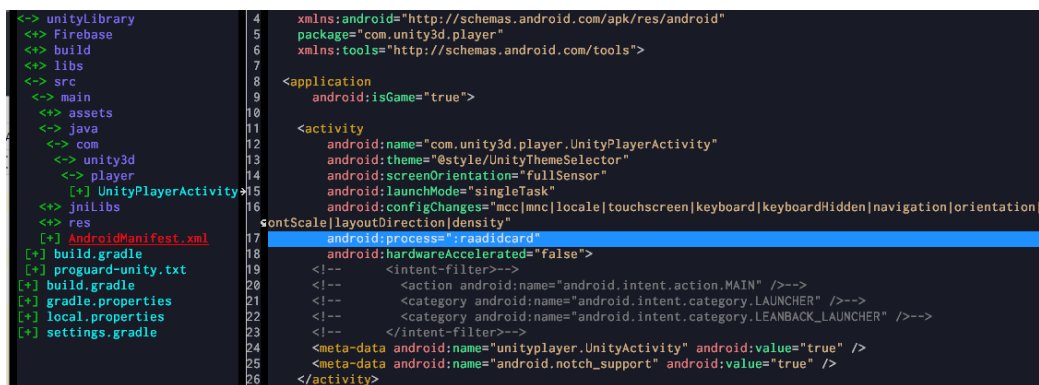 <-> unityLibrary
<+> Firebase
<+> build
<+> libs
<-> src
<-> main
<+> assets
<-> java
<-> com
<-> unity3d
<-> player
[+] UnityPlayerActivity→
<+> jniLibs
<+> res
[+] AndroidManifest.xml
[+] build.gradle
[+] proguard-unity.txt
[+] build.gradle
[+] gradle.properties
[+] local.properties
[+] settings.gradle
4 xmlns:android="http://schemas.android.com/apk/res/android"
5 package="com.unity3d.player"
6 xmlns:tools="http://schemas.android.com/tools">
7
8 <application
9 android:isGame="true">
10
11 <activity
12 android:name="com.unity3d.player.UnityPlayerActivity"
13 android:theme="@style/UnityThemeSelector"
14 android:screenOrientation="fullSensor"
15 android:launchMode="singleTask"
16 android:configChanges="mcc|mnc|locale|touchscreen|keyboard|keyboardHidden|navigation|orientation|
ontScale|layoutDirection|density"
17 android:process=":raadidcard"
18 android:hardwareAccelerated="false">
19 <!-- <intent-filter>-->
20 <!-- <action android:name="android.intent.action.MAIN" />-->
21 <!-- <category android:name="android.intent.category.LAUNCHER" />-->
22 <!-- <category android:name="android.intent.category.LEANBACK_LAUNCHER" />-->
23 <!-- </intent-filter>-->
24 <meta-data android:name="unityplayer.UnityActivity" android:value="true" />
25 <meta-data android:name="android.notch_support" android:value="true" />
26 </activity>